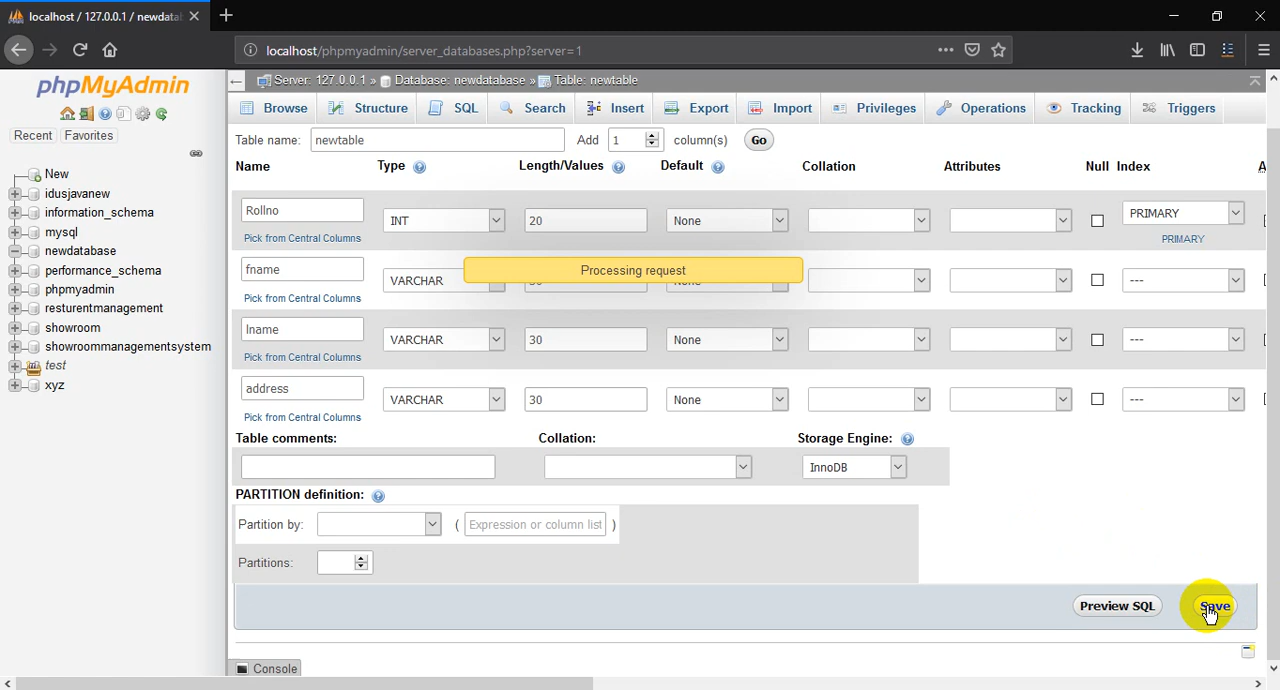 localhost / 127.0.0.1 / newdatab
localhost/phpmyadmin/server_databases.php?server=1
phpMyAdmin
Recent Favorites
New
idusjavanew
information_schema
mysql
newdatabase
performance_schema
phpmyadmin
resturentmanagement
showroom
showroommanagementsystem
test
xyz
Server: 127.0.0.1 » Database: newdatabase » Table: newtable
Browse Structure SQL Search Insert Export Import Privileges Operations Tracking Triggers
Table name: newtable Add 1 column(s) Go
Name Type Length/Values Default Collation Attributes Null Index A
Rollno INT 20 None PRIMARY
Pick from Central Columns PRIMARY
Processing request
fname VARCHAR ---
Pick from Central Columns
lname VARCHAR 30 None ---
Pick from Central Columns
address VARCHAR 30 None ---
Pick from Central Columns
Table comments: Collation: Storage Engine:
InnoDB
PARTITION definition:
Partition by: ( Expression or column list )
Partitions:
Preview SQL Save
Console